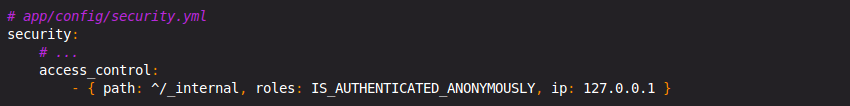 # app/config/security.yml
security:
    # ...
    access_control:
        - { path: ^/_internal, roles: IS_AUTHENTICATED_ANONYMOUSLY, ip: 127.0.0.1 }